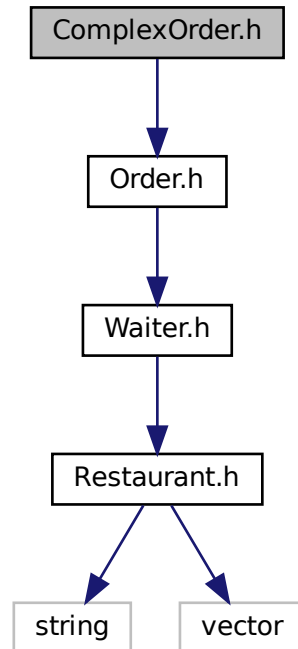 ComplexOrder.h
Order.h
Waiter.h
Restaurant.h
string
vector